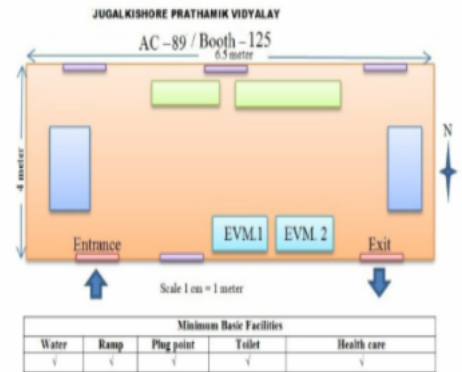 JUGALKISHORE PRATHAMIK VIDYALAY
AC –89 / Booth –125
6.5 meter
4 meter
N
EVM.1 EVM. 2
Entrance Exit
Scale 1 cm = 1 meter
Minimum Basic Facilities
Water Ramp Plug point Toilet Health care
√ √ √ √ √